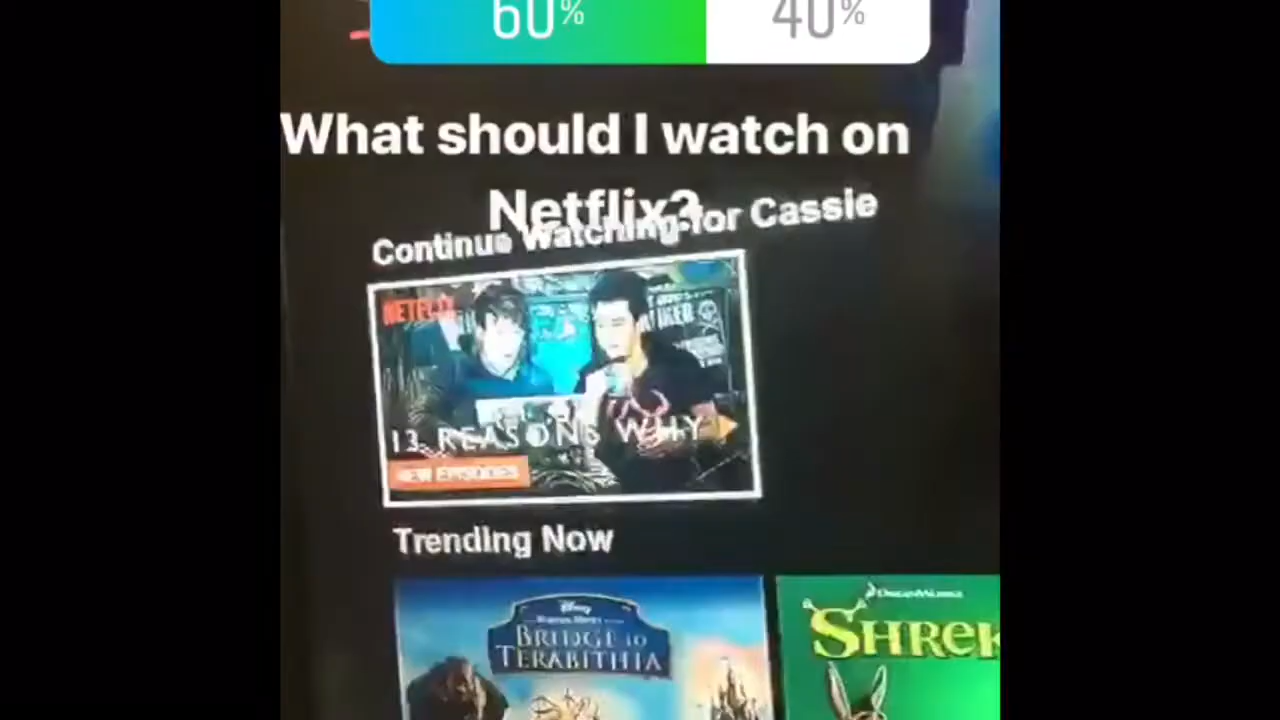 60%
40%
What should I watch on
Netflix?
Continue Watching for Cassie
NETFLIX
13 REASONS WHY
NEW EPISODES
Trending Now
Disney
BRIDGE TO
TERABITHIA
DREAMWORKS
SHREK